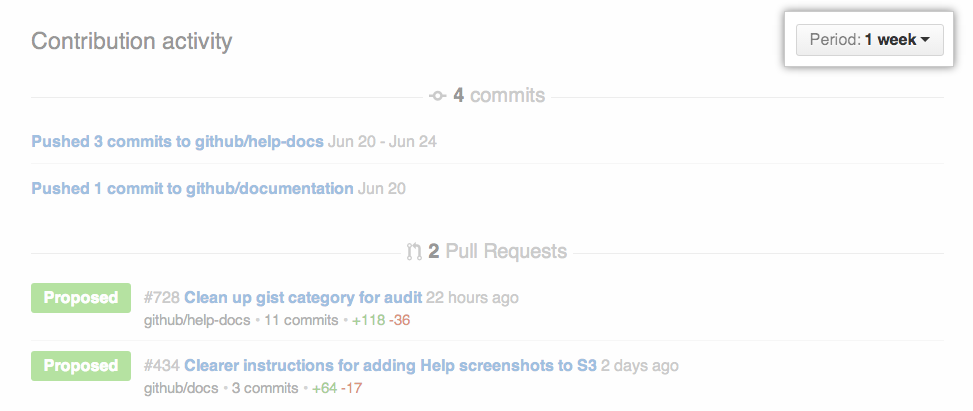 Contribution activity
Period: 1 week
4 commits
Pushed 3 commits to github/help-docs Jun 20 - Jun 24
Pushed 1 commit to github/documentation Jun 20
2 Pull Requests
Proposed #728 Clean up gist category for audit 22 hours ago
github/help-docs • 11 commits • +118 -36
Proposed #434 Clearer instructions for adding Help screenshots to S3 2 days ago
github/docs • 3 commits • +64 -17